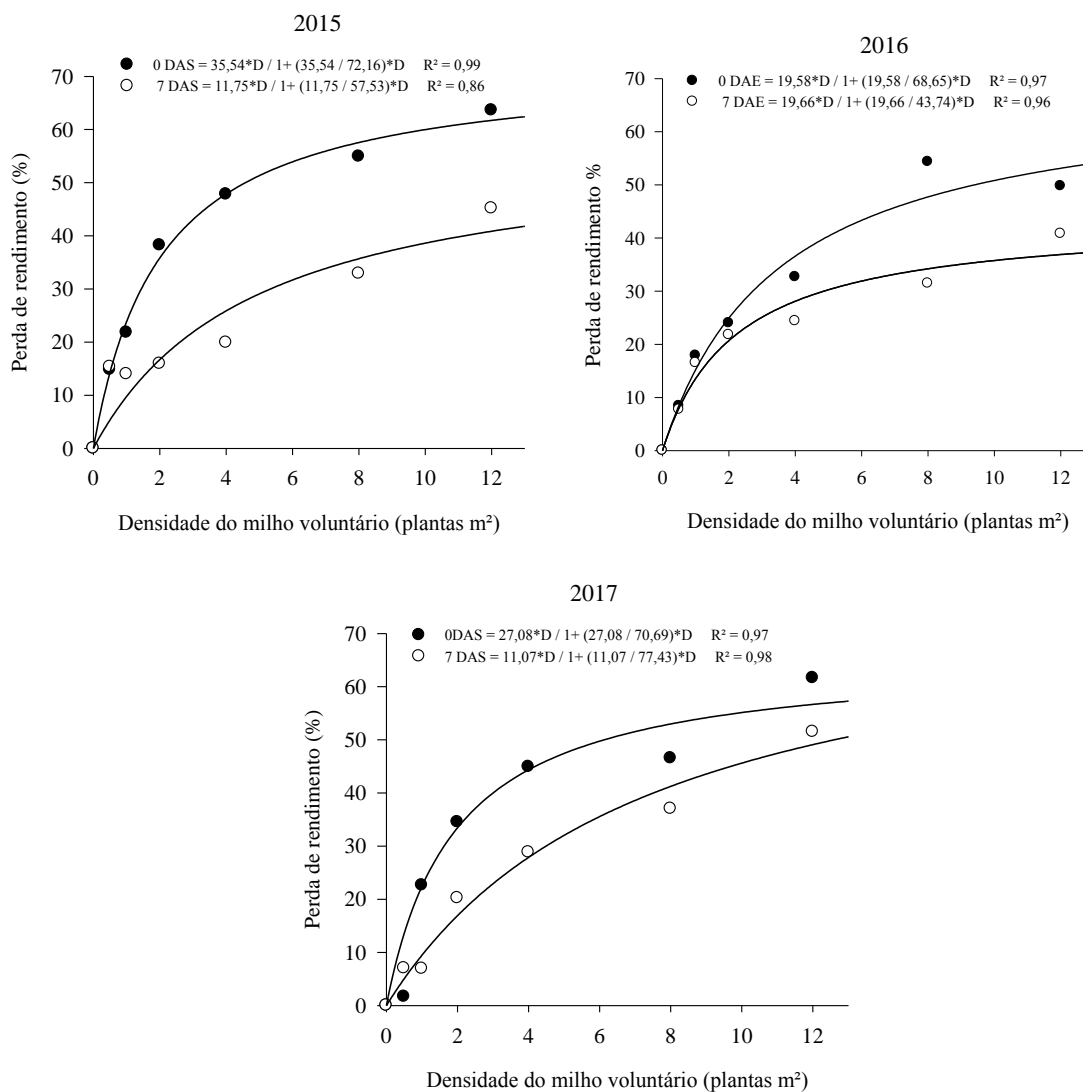 2015
0 DAS = 35,54*D / 1+ (35,54 / 72,16)*D R² = 0,99
7 DAS = 11,75*D / 1+ (11,75 / 57,53)*D R² = 0,86
70
60
50
40
30
20
10
0
Perda de rendimento (%)
0 2 4 6 8 10 12
Densidade do milho voluntário (plantas m²)
2016
0 DAE = 19,58*D / 1+ (19,58 / 68,65)*D R² = 0,97
7 DAE = 19,66*D / 1+ (19,66 / 43,74)*D R² = 0,96
70
60
50
40
30
20
10
0
Perda de rendimento %
0 2 4 6 8 10 12
Densidade do milho voluntário (plantas m²)
2017
0DAS = 27,08*D / 1+ (27,08 / 70,69)*D R² = 0,97
7 DAS = 11,07*D / 1+ (11,07 / 77,43)*D R² = 0,98
70
60
50
40
30
20
10
0
Perda de rendimento (%)
0 2 4 6 8 10 12
Densidade do milho voluntário (plantas m²)